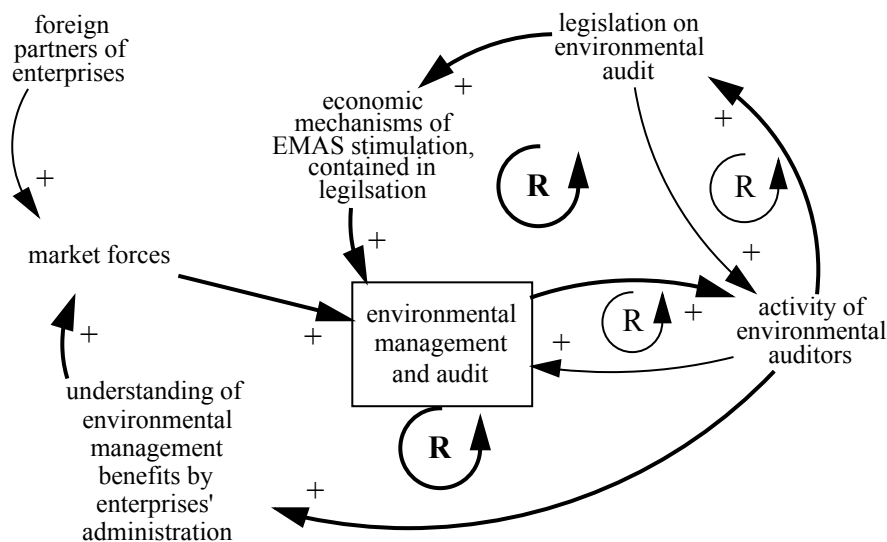 foreign
partners of
enterprises
+
market forces
+
understanding of
environmental
management
benefits by
enterprises'
administration
+
economic
mechanisms of
EMAS stimulation,
contained in
legilsation
+
+
legislation on
environmental
audit
+
R
R
+
+
environmental
management
and audit
R
+
+
activity of
environmental
auditors
R
+